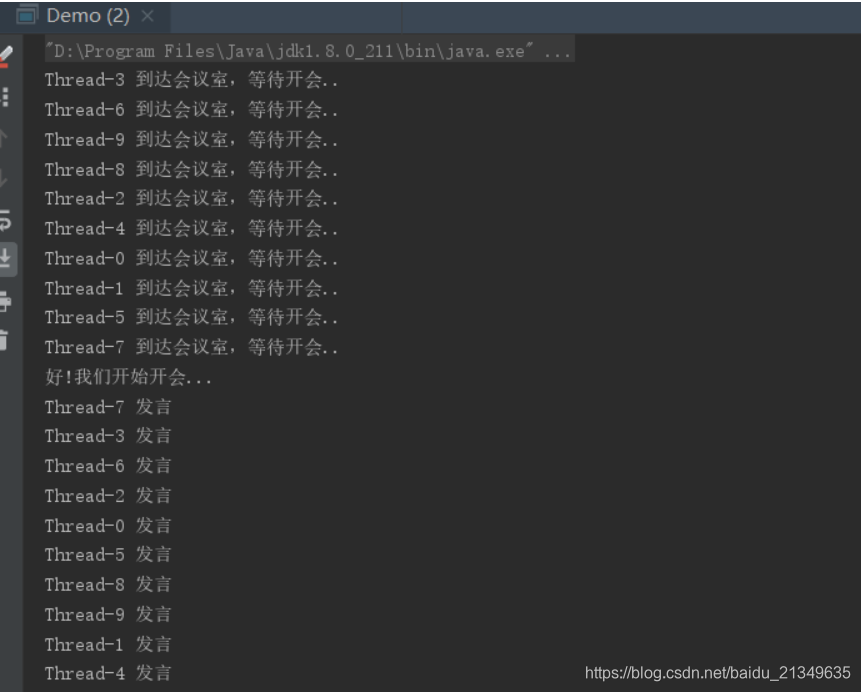 Demo (2)
"D:\Program Files\Java\jdk1.8.0_211\bin\java.exe" ...
Thread-3 到达会议室，等待开会..
Thread-6 到达会议室，等待开会..
Thread-9 到达会议室，等待开会..
Thread-8 到达会议室，等待开会..
Thread-2 到达会议室，等待开会..
Thread-4 到达会议室，等待开会..
Thread-0 到达会议室，等待开会..
Thread-1 到达会议室，等待开会..
Thread-5 到达会议室，等待开会..
Thread-7 到达会议室，等待开会..
好!我们开始开会...
Thread-7 发言
Thread-3 发言
Thread-6 发言
Thread-2 发言
Thread-0 发言
Thread-5 发言
Thread-8 发言
Thread-9 发言
Thread-1 发言
Thread-4 发言
https://blog.csdn.net/baidu_21349635